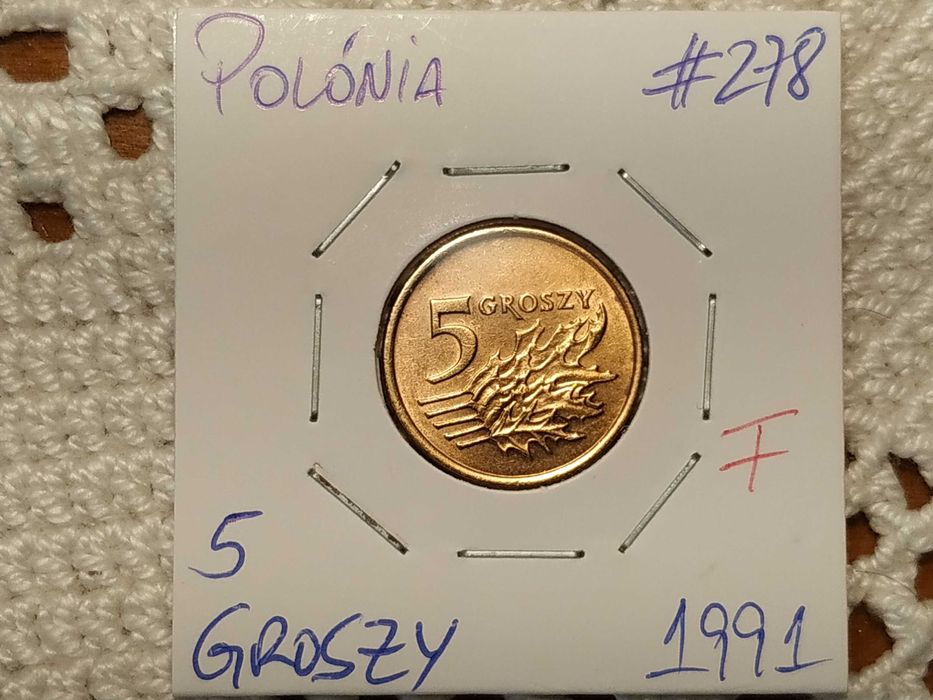 POLÓNIA #278
5 GROSZY
F
5
GROSZY 1991